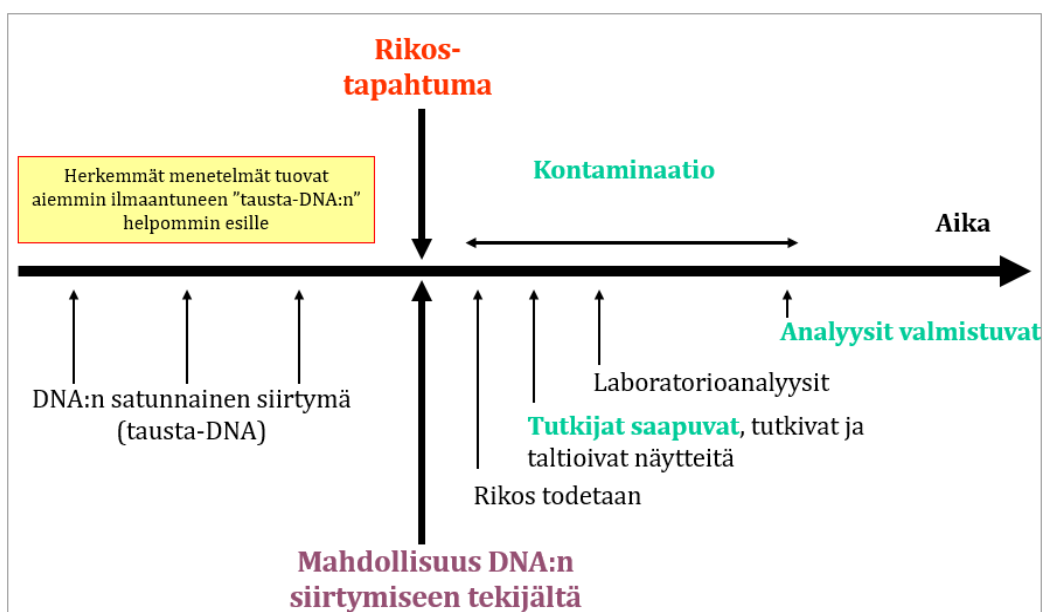 Rikos-
tapahtuma
Herkemmät menetelmät tuovat
aiemmin ilmaantuneen ”tausta-DNA:n”
helpommin esille
Kontaminaatio
Aika
Analyysit valmistuvat
Laboratorioanalyysit
DNA:n satunnainen siirtymä
(tausta-DNA)
Tutkijat saapuvat, tutkivat ja
taltioivat näytteitä
Rikos todetaan
Mahdollisuus DNA:n
siirtymiseen tekijältä